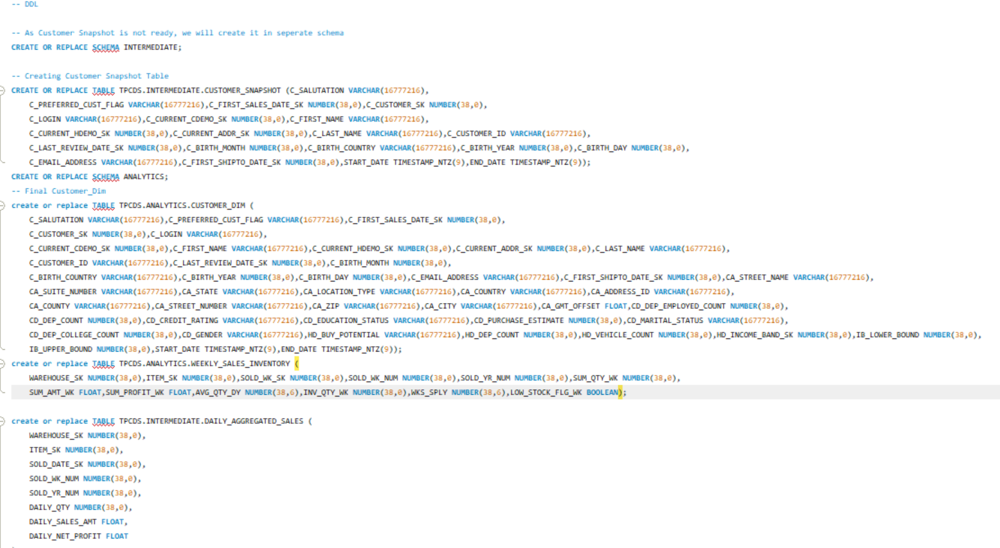 -- DDL
-- As Customer Snapshot is not ready, we will create it in seperate schema
CREATE OR REPLACE SCHEMA INTERMEDIATE;
-- Creating Customer Snapshot Table
CREATE OR REPLACE TABLE TPCDS.INTERMEDIATE.CUSTOMER_SNAPSHOT (C_SALUTATION VARCHAR(16777216),
C_PREFERRED_CUST_FLAG VARCHAR(16777216),C_FIRST_SALES_DATE_SK NUMBER(38,0),C_CUSTOMER_SK NUMBER(38,0),
C_LOGIN VARCHAR(16777216),C_CURRENT_CDEMO_SK NUMBER(38,0),C_FIRST_NAME VARCHAR(16777216),
C_CURRENT_HDEMO_SK NUMBER(38,0),C_CURRENT_ADDR_SK NUMBER(38,0),C_LAST_NAME VARCHAR(16777216),C_CUSTOMER_ID VARCHAR(16777216),
C_LAST_REVIEW_DATE_SK NUMBER(38,0),C_BIRTH_MONTH NUMBER(38,0),C_BIRTH_COUNTRY VARCHAR(16777216),C_BIRTH_YEAR NUMBER(38,0),C_BIRTH_DAY NUMBER(38,0),
C_EMAIL_ADDRESS VARCHAR(16777216),C_FIRST_SHIPTO_DATE_SK NUMBER(38,0),START_DATE TIMESTAMP_NTZ(9),END_DATE TIMESTAMP_NTZ(9));
CREATE OR REPLACE SCHEMA ANALYTICS;
-- Final Customer_Dim
create or replace TABLE TPCDS.ANALYTICS.CUSTOMER_DIM (
C_SALUTATION VARCHAR(16777216),C_PREFERRED_CUST_FLAG VARCHAR(16777216),C_FIRST_SALES_DATE_SK NUMBER(38,0),
C_CUSTOMER_SK NUMBER(38,0),C_LOGIN VARCHAR(16777216),
C_CURRENT_CDEMO_SK NUMBER(38,0),C_FIRST_NAME VARCHAR(16777216),C_CURRENT_HDEMO_SK NUMBER(38,0),C_CURRENT_ADDR_SK NUMBER(38,0),C_LAST_NAME VARCHAR(16777216),
C_CUSTOMER_ID VARCHAR(16777216),C_LAST_REVIEW_DATE_SK NUMBER(38,0),C_BIRTH_MONTH NUMBER(38,0),
C_BIRTH_COUNTRY VARCHAR(16777216),C_BIRTH_YEAR NUMBER(38,0),C_BIRTH_DAY NUMBER(38,0),C_EMAIL_ADDRESS VARCHAR(16777216),C_FIRST_SHIPTO_DATE_SK NUMBER(38,0),CA_STREET_NAME VARCHAR(16777216),
CA_SUITE_NUMBER VARCHAR(16777216),CA_STATE VARCHAR(16777216),CA_LOCATION_TYPE VARCHAR(16777216),CA_COUNTRY VARCHAR(16777216),CA_ADDRESS_ID VARCHAR(16777216),
CA_COUNTY VARCHAR(16777216),CA_STREET_NUMBER VARCHAR(16777216),CA_ZIP VARCHAR(16777216),CA_CITY VARCHAR(16777216),CA_GMT_OFFSET FLOAT,CD_DEP_EMPLOYED_COUNT NUMBER(38,0),
CD_DEP_COUNT NUMBER(38,0),CD_CREDIT_RATING VARCHAR(16777216),CD_EDUCATION_STATUS VARCHAR(16777216),CD_PURCHASE_ESTIMATE NUMBER(38,0),CD_MARITAL_STATUS VARCHAR(16777216),
CD_DEP_COLLEGE_COUNT NUMBER(38,0),CD_GENDER VARCHAR(16777216),HD_BUY_POTENTIAL VARCHAR(16777216),HD_DEP_COUNT NUMBER(38,0),HD_VEHICLE_COUNT NUMBER(38,0),HD_INCOME_BAND_SK NUMBER(38,0),IB_LOWER_BOUND NUMBER(38,0),
IB_UPPER_BOUND NUMBER(38,0),START_DATE TIMESTAMP_NTZ(9),END_DATE TIMESTAMP_NTZ(9));
create or replace TABLE TPCDS.ANALYTICS.WEEKLY_SALES_INVENTORY (
WAREHOUSE_SK NUMBER(38,0),ITEM_SK NUMBER(38,0),SOLD_WK_SK NUMBER(38,0),SOLD_WK_NUM NUMBER(38,0),SOLD_YR_NUM NUMBER(38,0),SUM_QTY_WK NUMBER(38,0),
SUM_AMT_WK FLOAT,SUM_PROFIT_WK FLOAT,AVG_QTY_DY NUMBER(38,6),INV_QTY_WK NUMBER(38,0),WKS_SPLY NUMBER(38,6),LOW_STOCK_FLG_WK BOOLEAN);
create or replace TABLE TPCDS.INTERMEDIATE.DAILY_AGGREGATED_SALES (
WAREHOUSE_SK NUMBER(38,0),
ITEM_SK NUMBER(38,0),
SOLD_DATE_SK NUMBER(38,0),
SOLD_WK_NUM NUMBER(38,0),
SOLD_YR_NUM NUMBER(38,0),
DAILY_QTY NUMBER(38,0),
DAILY_SALES_AMT FLOAT,
DAILY_NET_PROFIT FLOAT